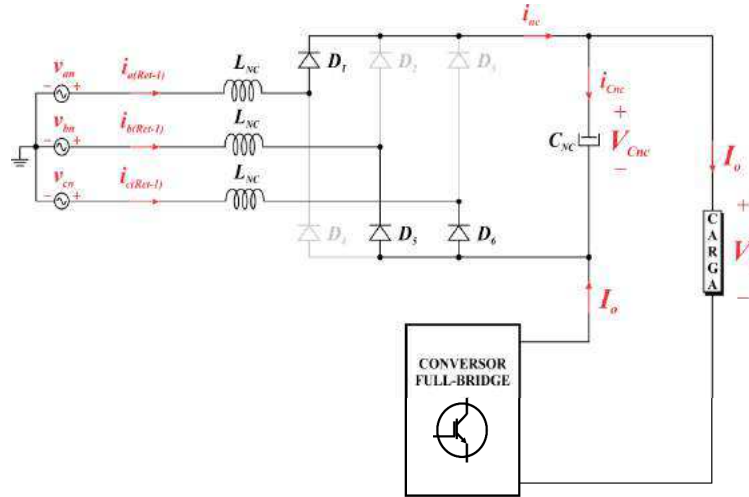 i_nc
v_an
i_a(Ret-1)
L_NC
D_1
D_2
D_3
− +
i_Cnc
v_bn
i_b(Ret-1)
L_NC
+
− +
C_NC
V_Cnc
−
I_o
v_cn
i_c(Ret-1)
L_NC
− +
+
D_4
D_5
D_6
CARGA
V
−
I_o
CONVERSOR
FULL-BRIDGE